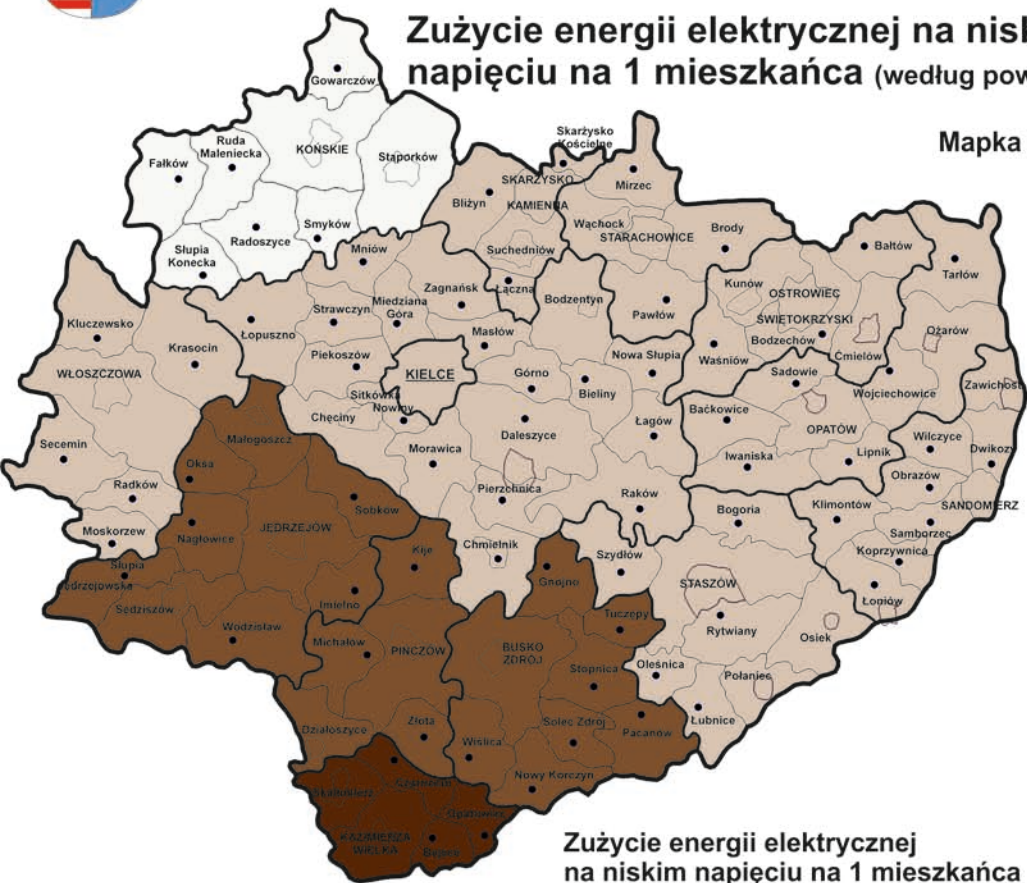 Zużycie energii elektrycznej na nisk
napięciu na 1 mieszkańca (według pow
Mapka
Gowarczów
Ruda
Maleniecka
KOŃSKIE
Fałków
Stąporków
Smyków
Radoszyce
Słupia
Konecka
Skarżysko
Kościelne
SKARŻYSKO
KAMIENNA
Bliżyn
Mirzec
Wąchock
STARACHOWICE
Brody
Suchedniów
Mniów
Łączna
Bałtów
Tarłów
Zagnańsk
Bodzentyn
Kunów
OSTROWIEC
ŚWIĘTOKRZYSKI
Bodzechów
Pawłów
Strawczyn
Miedziana
Góra
Łopuszno
Masłów
Kluczewsko
Krasocin
Piekoszów
KIELCE
Nowa Słupia
Waśniów
Ćmielów
Ożarów
WŁOSZCZOWA
Górno
Bieliny
Sadowie
Wojciechowice
Zawichost
Sitkówka
Nowiny
Chęciny
Baćkowice
OPATÓW
Daleszyce
Łagów
Wilczyce
Małogoszcz
Secemin
Morawica
Iwaniska
Lipnik
Dwikozy
Oksa
Obrazów
Radków
Pierzchnica
Raków
Bogoria
Klimontów
SANDOMIERZ
Sobków
Moskorzew
JĘDRZEJÓW
Nagłowice
Samborzec
Kije
Chmielnik
Szydłów
Koprzywnica
Słupia
Jędrzejowska
Gnojno
STASZÓW
Łoniów
Sędziszów
Imielno
Tuczępy
Wodzisław
Michałów
PIŃCZÓW
BUSKO
ZDRÓJ
Rytwiany
Osiek
Stopnica
Oleśnica
Połaniec
Działoszyce
Złota
Wiślica
Solec Zdrój
Pacanów
Łubnice
Nowy Korczyn
Skalbmierz
Czarnocin
Opatowiec
KAZIMIERZA
WIELKA
Bejsce
Zużycie energii elektrycznej
na niskim napięciu na 1 mieszkańca